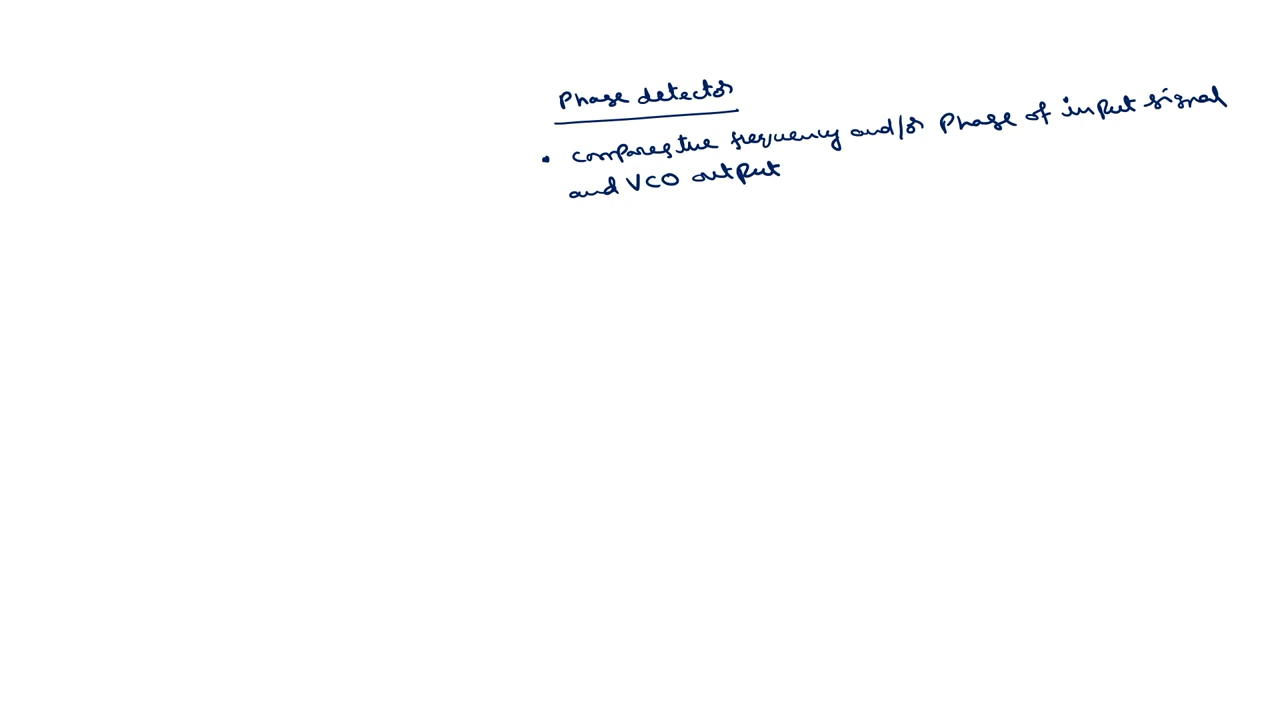 Phase detector
• compares the frequency and/or Phase of input signal
and VCO output